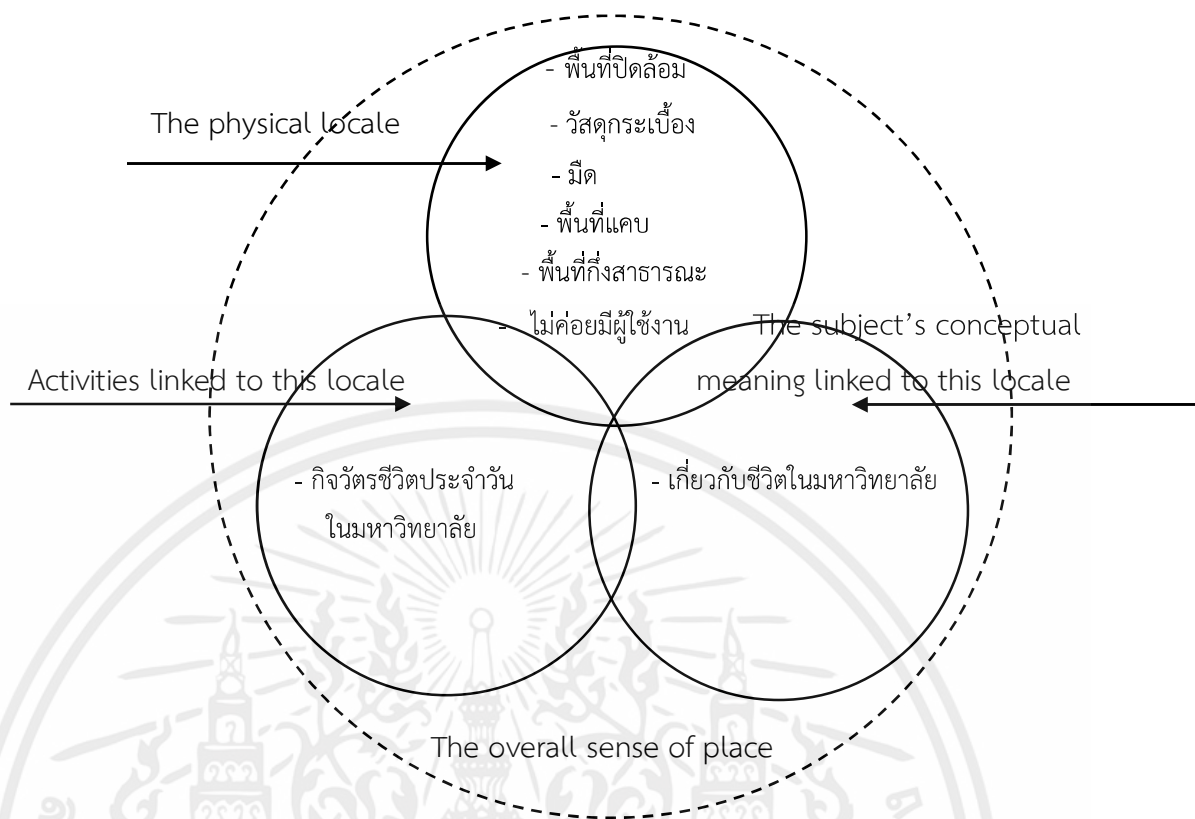 - พื้นที่ปิดล้อม
The physical locale
- วัสดุกระเบื้อง
- มืด
- พื้นที่แคบ
- พื้นที่กึ่งสาธารณะ
- ไม่ค่อยมีผู้ใช้งาน
The subject's conceptual
meaning linked to this locale
Activities linked to this locale
- กิจวัตรชีวิตประจำวัน
ในมหาวิทยาลัย
- เกี่ยวกับชีวิตในมหาวิทยาลัย
The overall sense of place